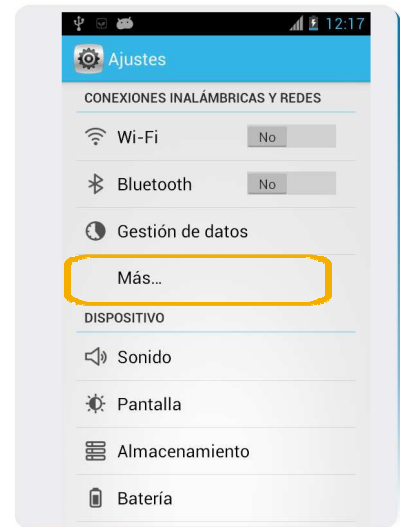 12:17
Ajustes
CONEXIONES INALÁMBRICAS Y REDES
Wi-Fi No
Bluetooth No
Gestión de datos
Más...
DISPOSITIVO
Sonido
Pantalla
Almacenamiento
Batería